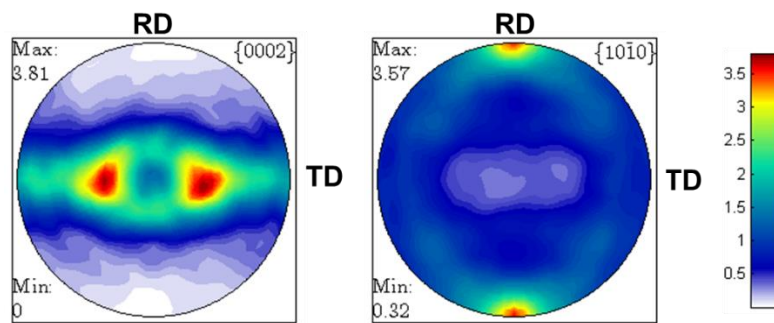 RD
RD
Max:
3.81
{0002}
Max:
3.57
{101̄0}
TD
TD
Min:
0
Min:
0.32
3.5
3
2.5
2
1.5
1
0.5